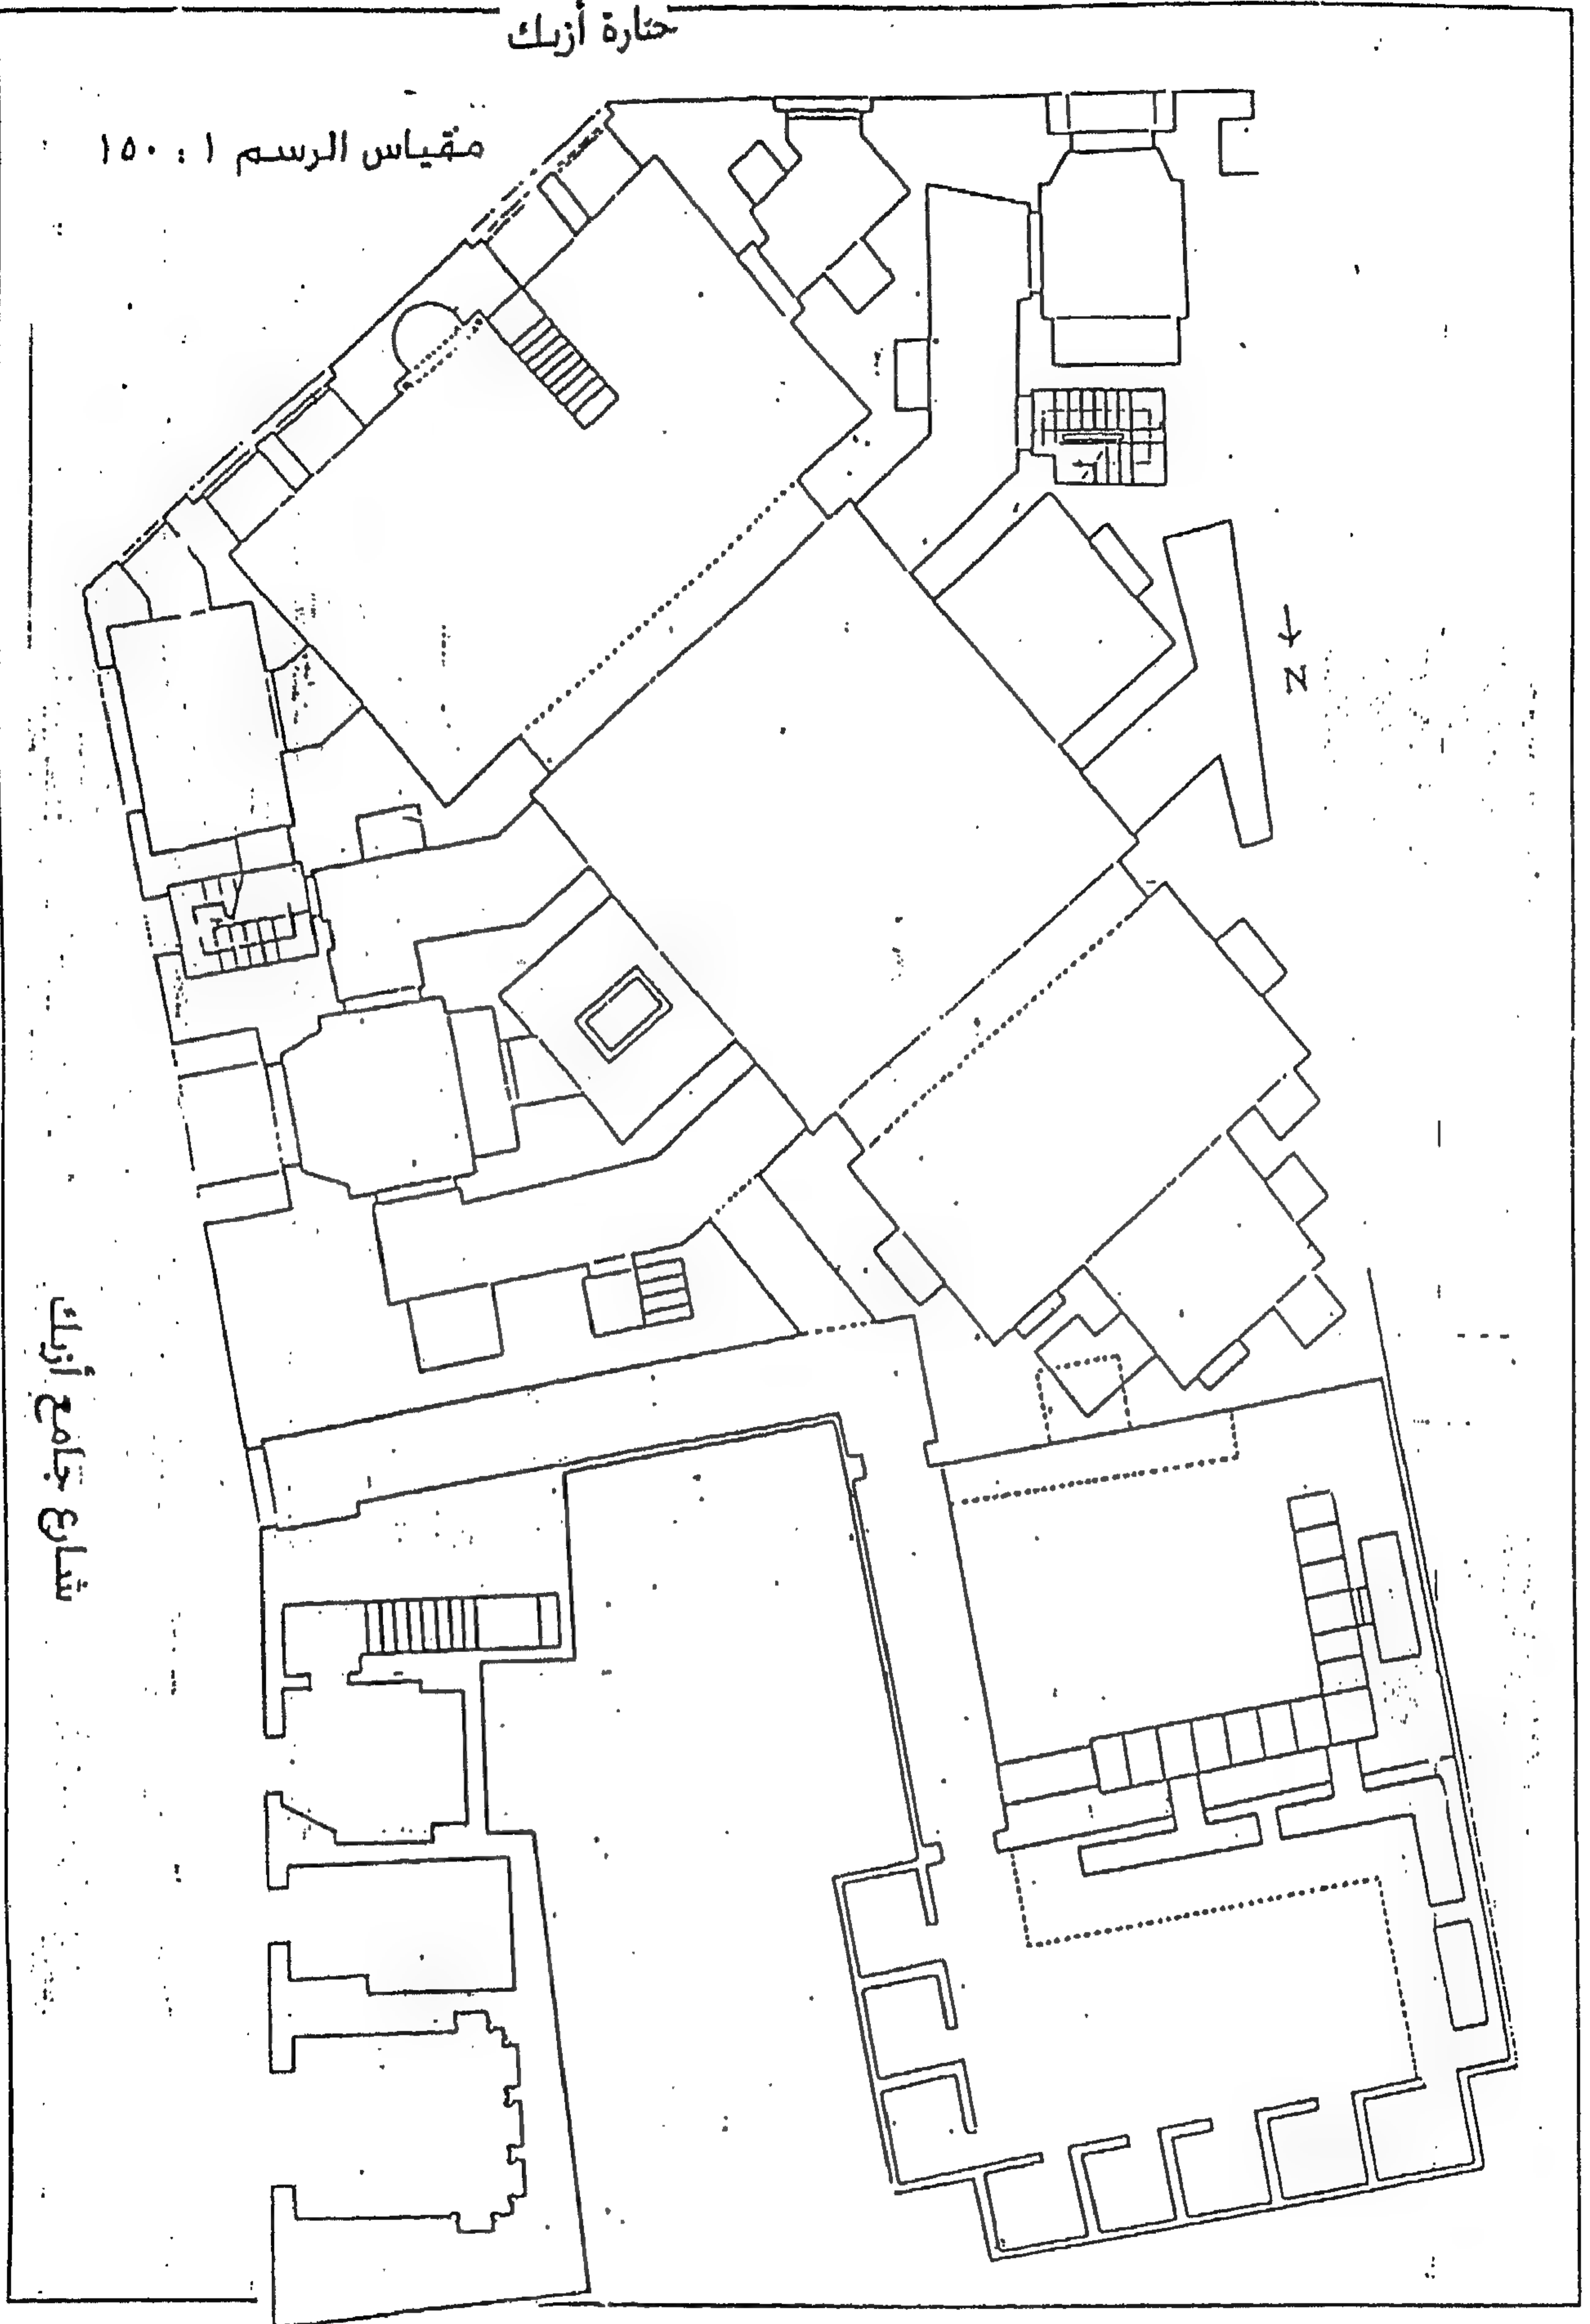 حارة أزبك
مقياس الرسم ١ : ١٥٠
N
شارع جامع أزبك